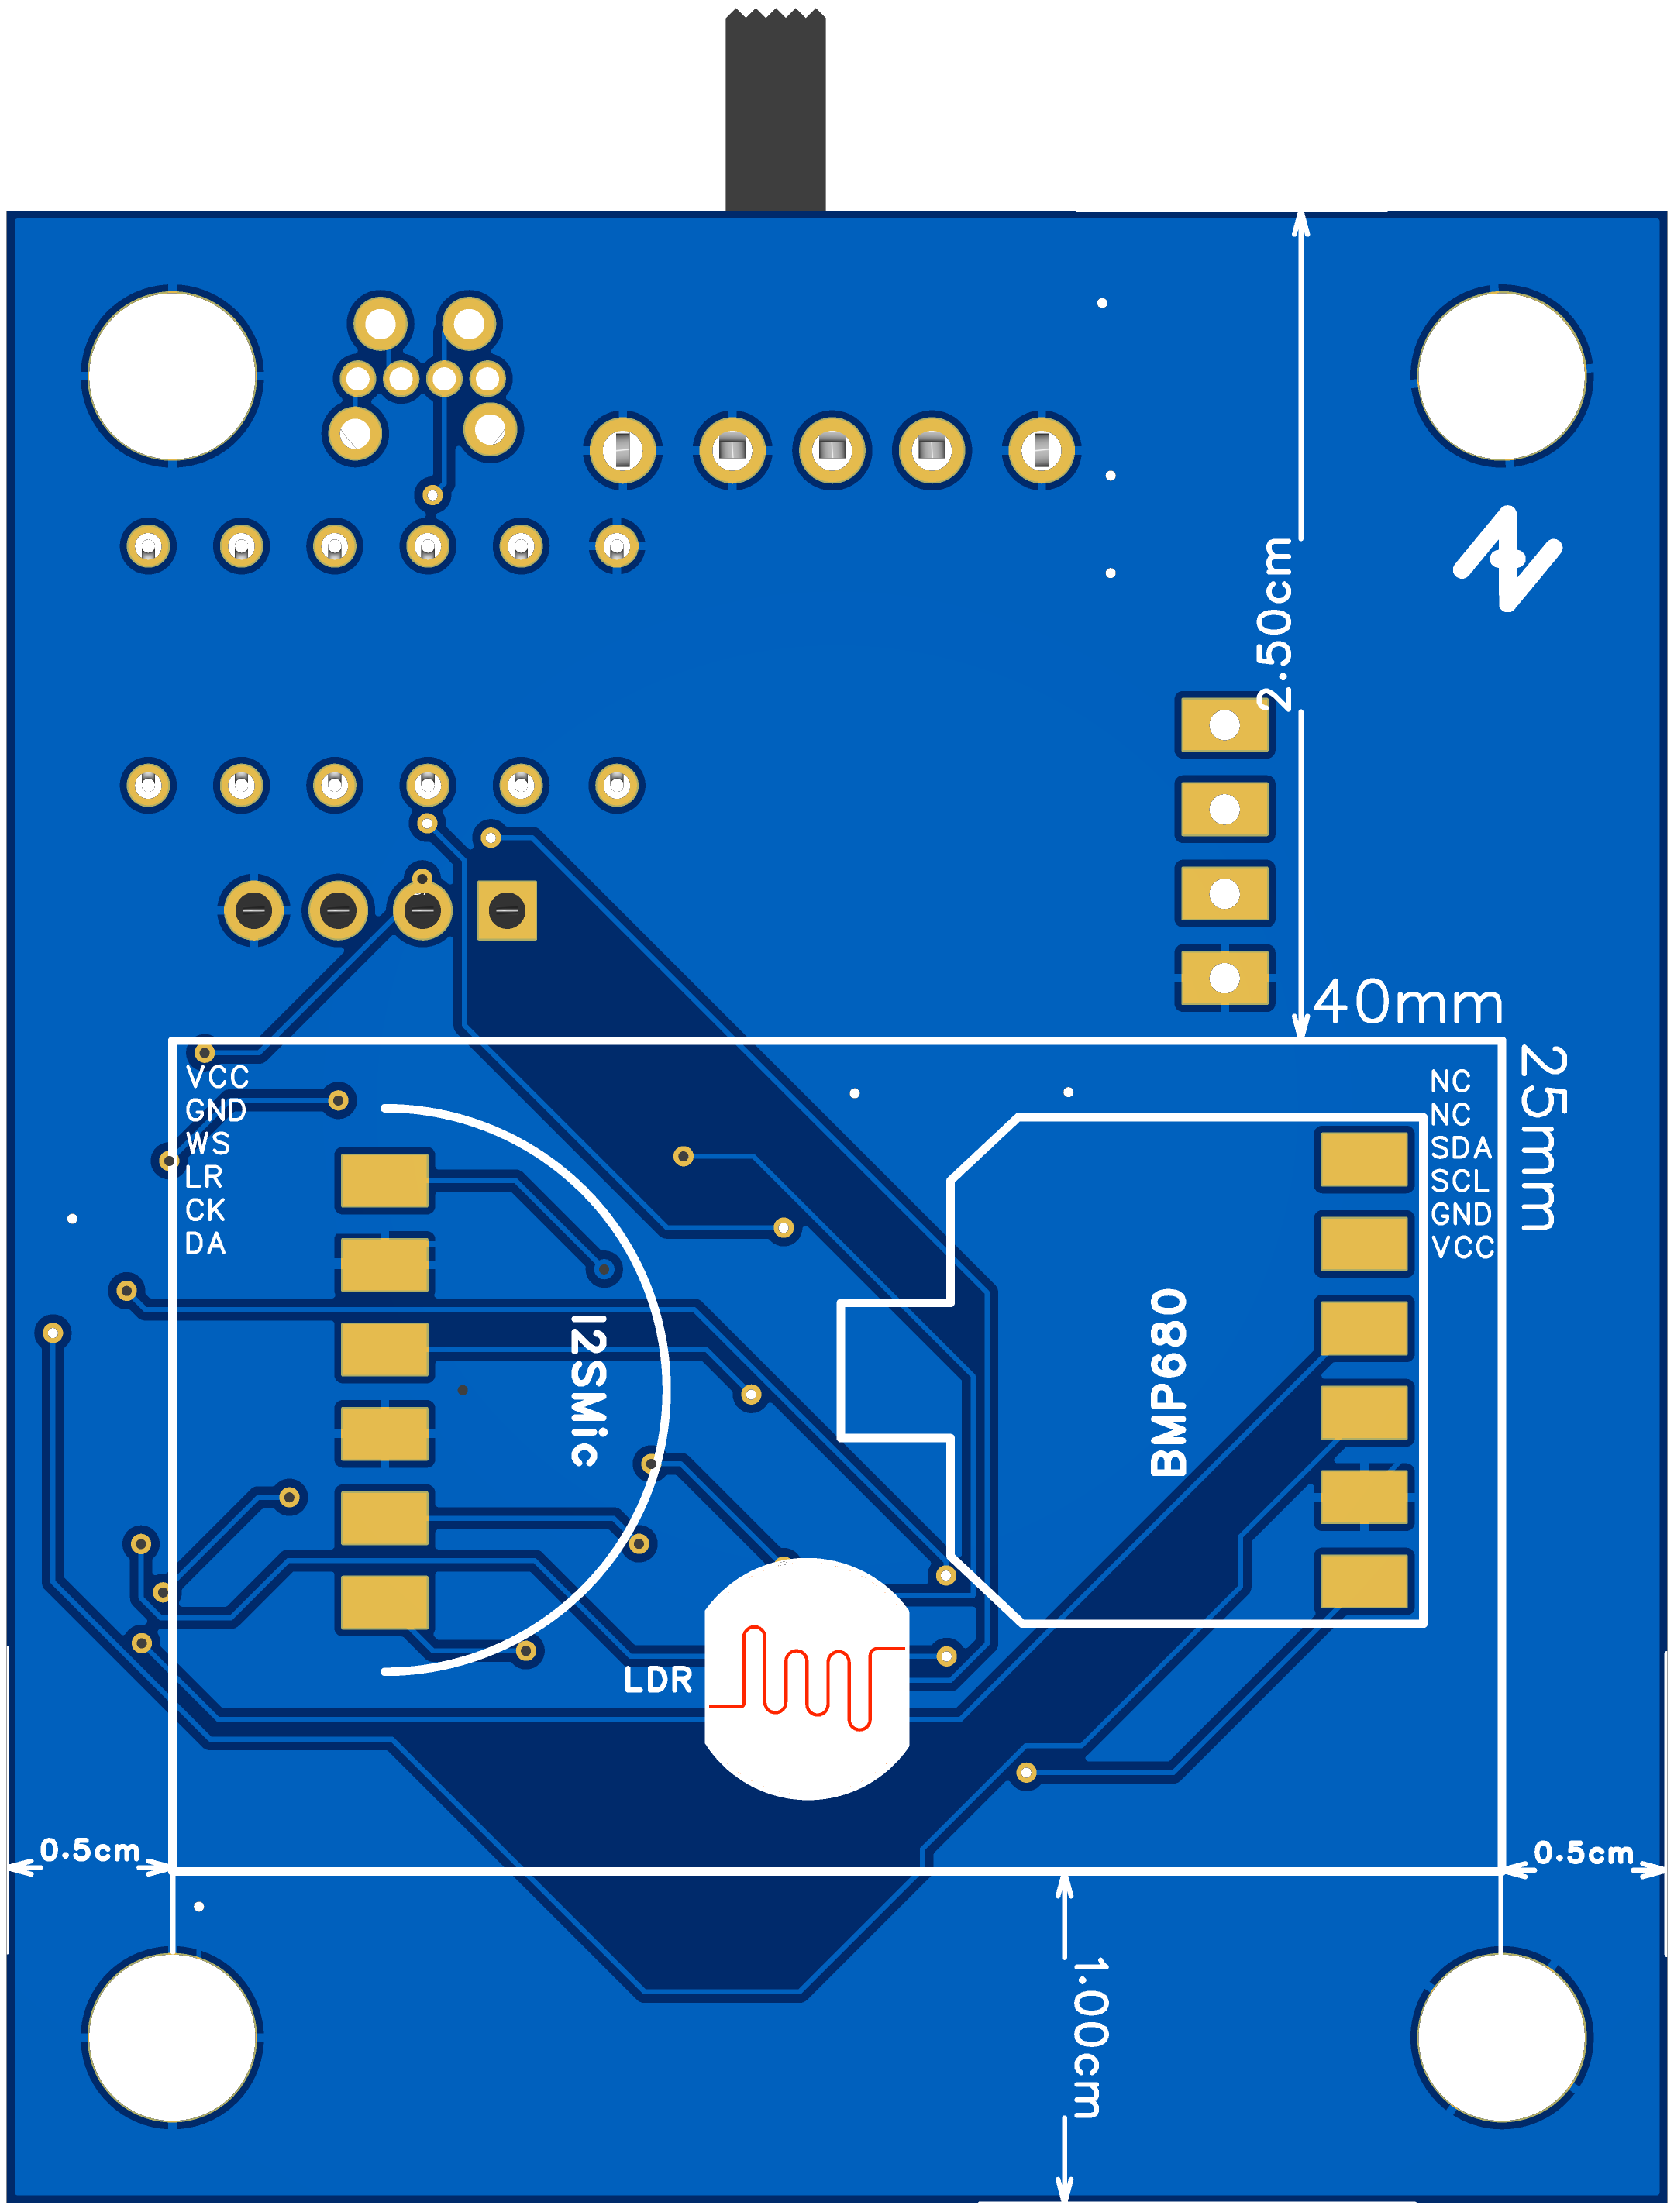 2.50cm
40mm
25mm
VCC
GND
WS
LR
CK
DA
NC
NC
SDA
SCL
GND
VCC
I2SMic
BMP680
LDR
0.5cm
0.5cm
1.00cm